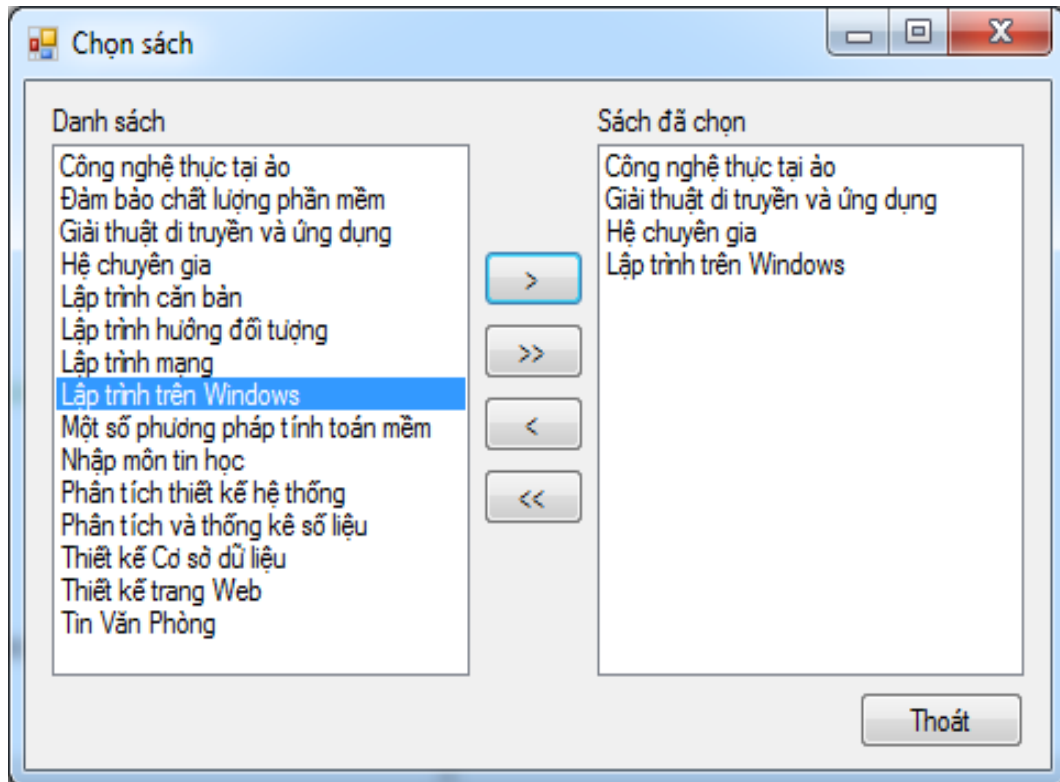 Chọn sách
Danh sách
Công nghệ thực tại ảo
Đảm bảo chất lượng phần mềm
Giải thuật di truyền và ứng dụng
Hệ chuyên gia
Lập trình căn bản
Lập trình hướng đối tượng
Lập trình mạng
Lập trình trên Windows
Một số phương pháp tính toán mềm
Nhập môn tin học
Phân tích thiết kế hệ thống
Phân tích và thống kê số liệu
Thiết kế Cơ sở dữ liệu
Thiết kế trang Web
Tin Văn Phòng
>
>>
<
<<
Sách đã chọn
Công nghệ thực tại ảo
Giải thuật di truyền và ứng dụng
Hệ chuyên gia
Lập trình trên Windows
Thoát